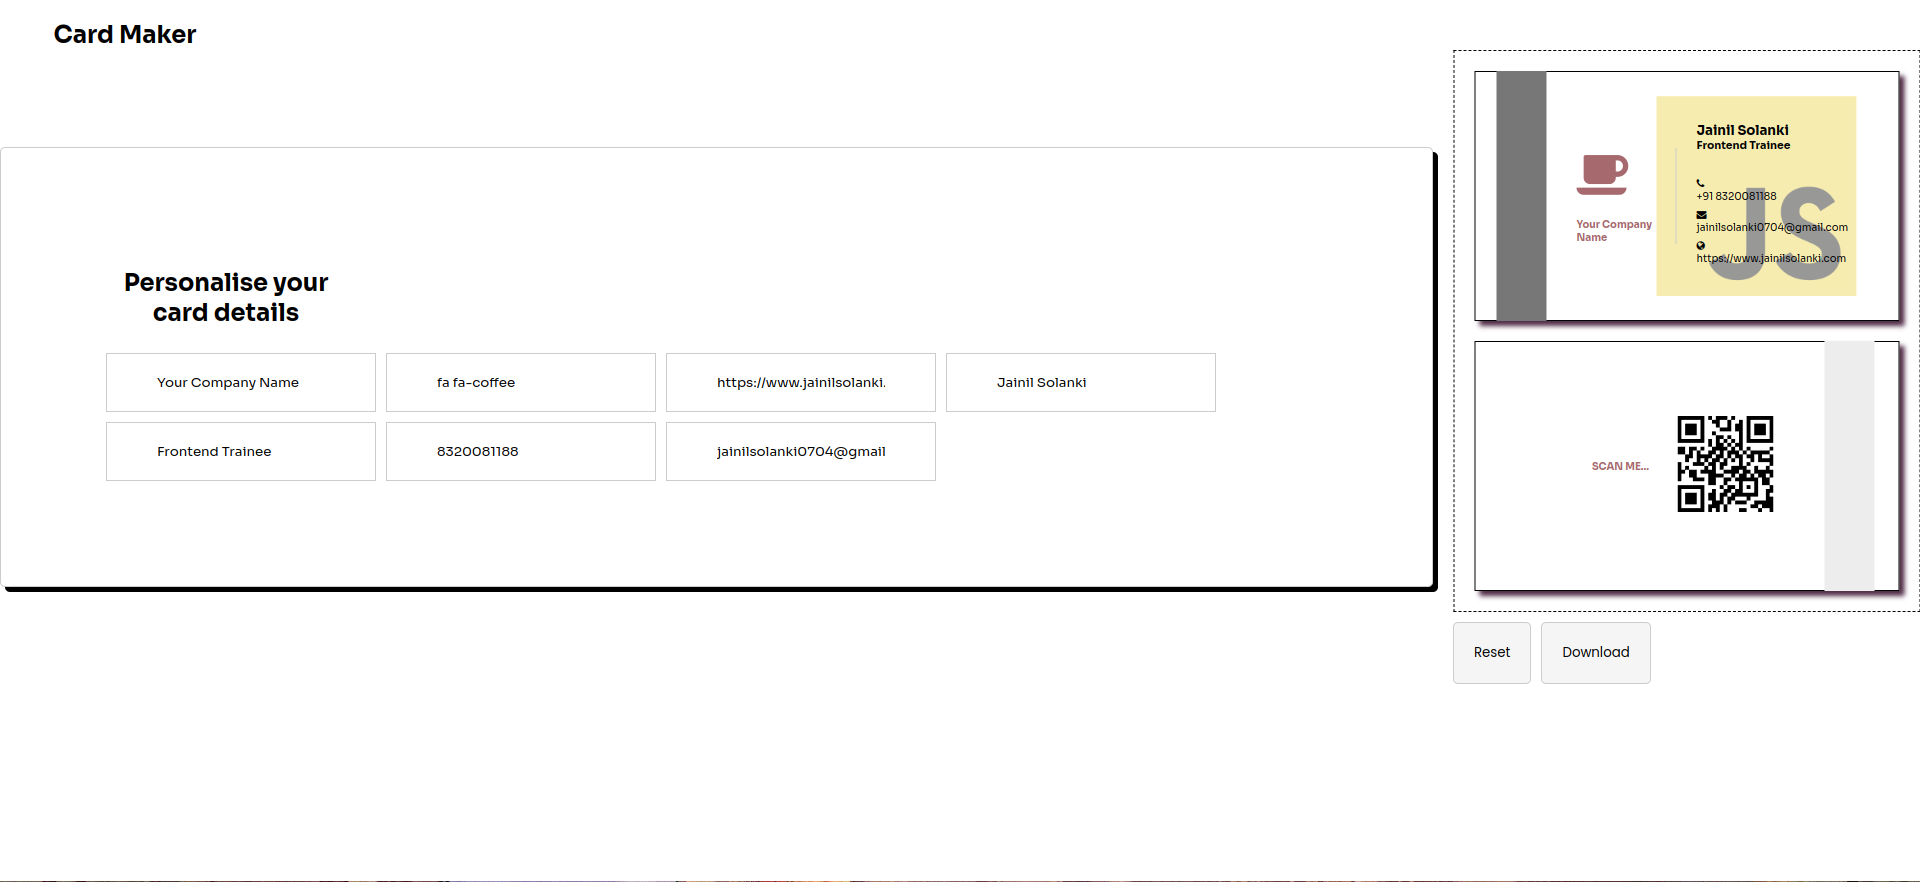 Card Maker
Personalise your
card details
Your Company Name
fa fa-coffee
https://www.jainilsolanki.
Jainil Solanki
Frontend Trainee
8320081188
jainilsolanki0704@gmail
Your Company
Name
Jainil Solanki
Frontend Trainee
JS
+91 8320081188
jainilsolanki0704@gmail.com
https://www.jainilsolanki.com
SCAN ME...
Reset
Download